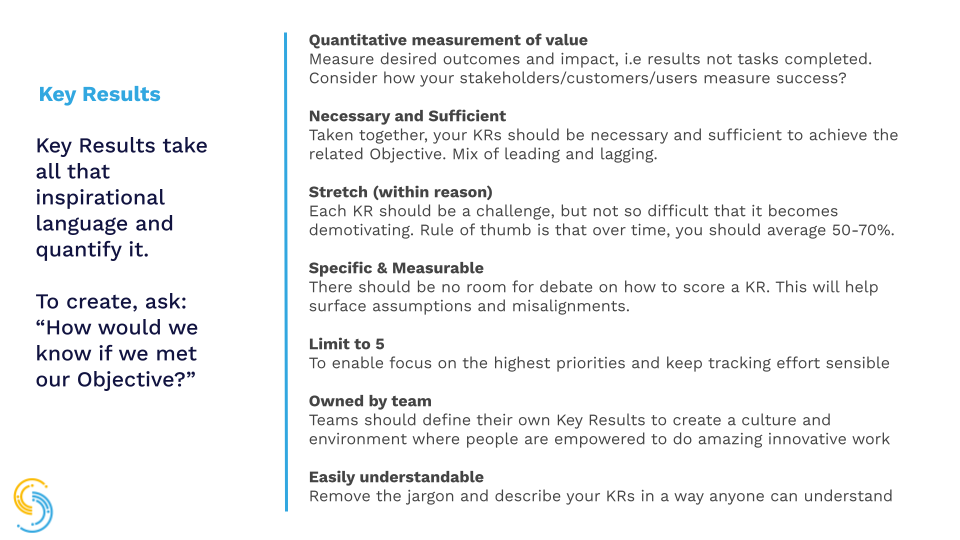 Key Results
Key Results take
all that
inspirational
language and
quantify it.
To create, ask:
“How would we
know if we met
our Objective?”
Quantitative measurement of value
Measure desired outcomes and impact, i.e results not tasks completed.
Consider how your stakeholders/customers/users measure success?
Necessary and Sufficient
Taken together, your KRs should be necessary and sufficient to achieve the
related Objective. Mix of leading and lagging.
Stretch (within reason)
Each KR should be a challenge, but not so difficult that it becomes
demotivating. Rule of thumb is that over time, you should average 50-70%.
Specific & Measurable
There should be no room for debate on how to score a KR. This will help
surface assumptions and misalignments.
Limit to 5
To enable focus on the highest priorities and keep tracking effort sensible
Owned by team
Teams should define their own Key Results to create a culture and
environment where people are empowered to do amazing innovative work
Easily understandable
Remove the jargon and describe your KRs in a way anyone can understand